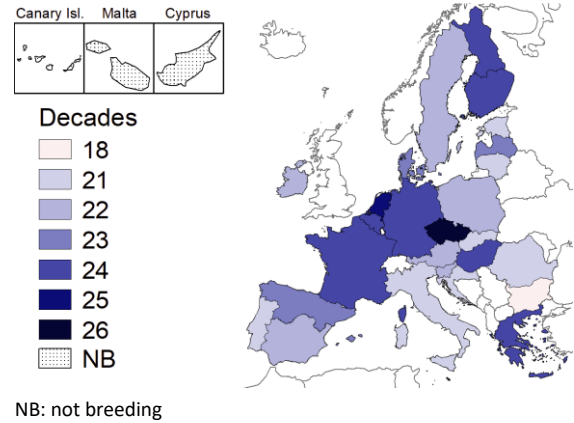 Canary Isl. Malta Cyprus
Decades
18
21
22
23
24
25
26
NB
NB: not breeding